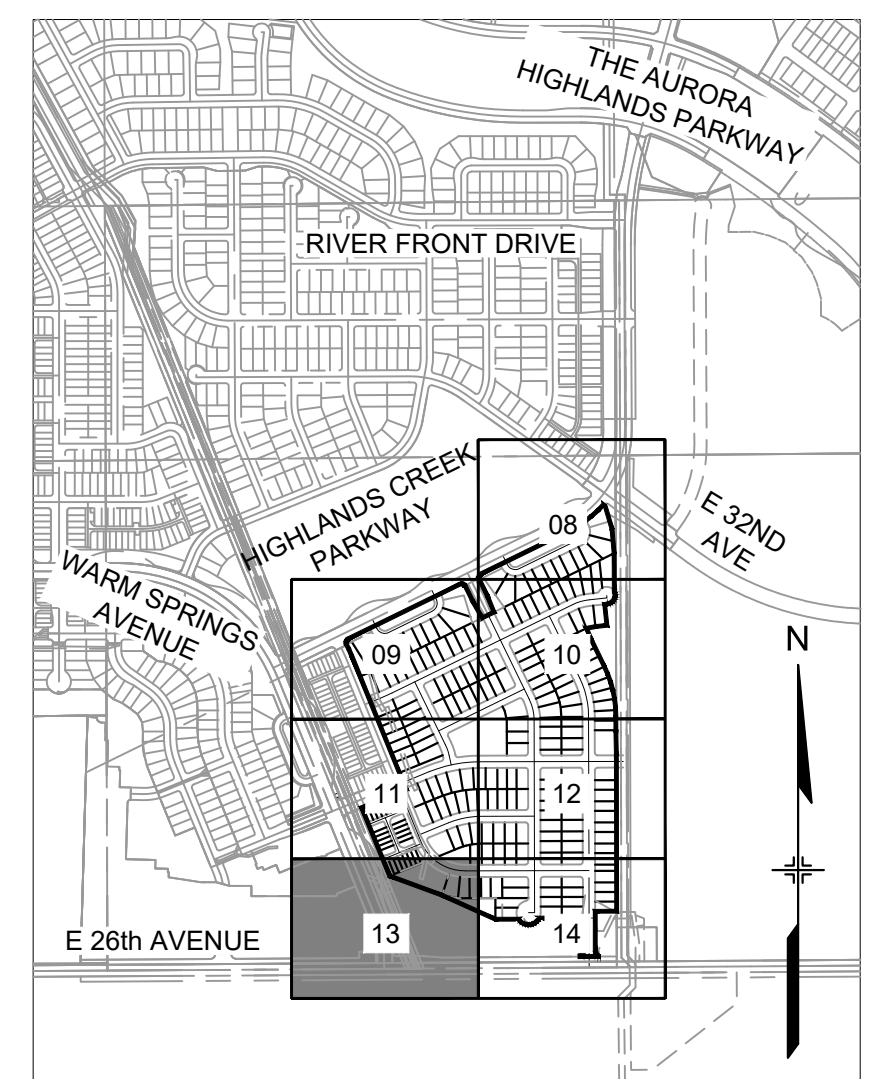 THE AURORA
HIGHLANDS PARKWAY
RIVER FRONT DRIVE
HIGHLANDS CREEK
PARKWAY
08
E 32ND
AVE
WARM SPRINGS
AVENUE
N
09
10
11
12
E 26th AVENUE
13
14